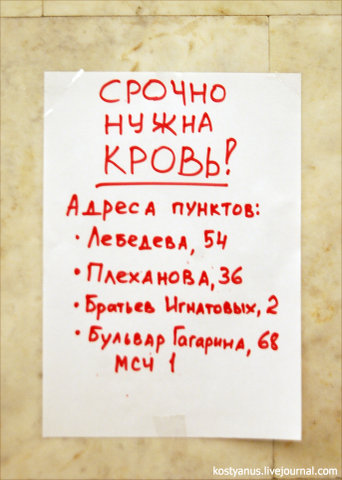 СРОЧНО
НУЖНА
КРОВЬ!
Адреса пунктов:
• Лебедева, 54
• Плеханова, 36
• Братьев Игнатовых, 2
• Бульвар Гагарина, 68
МСЧ 1
kostyanus.livejournal.com